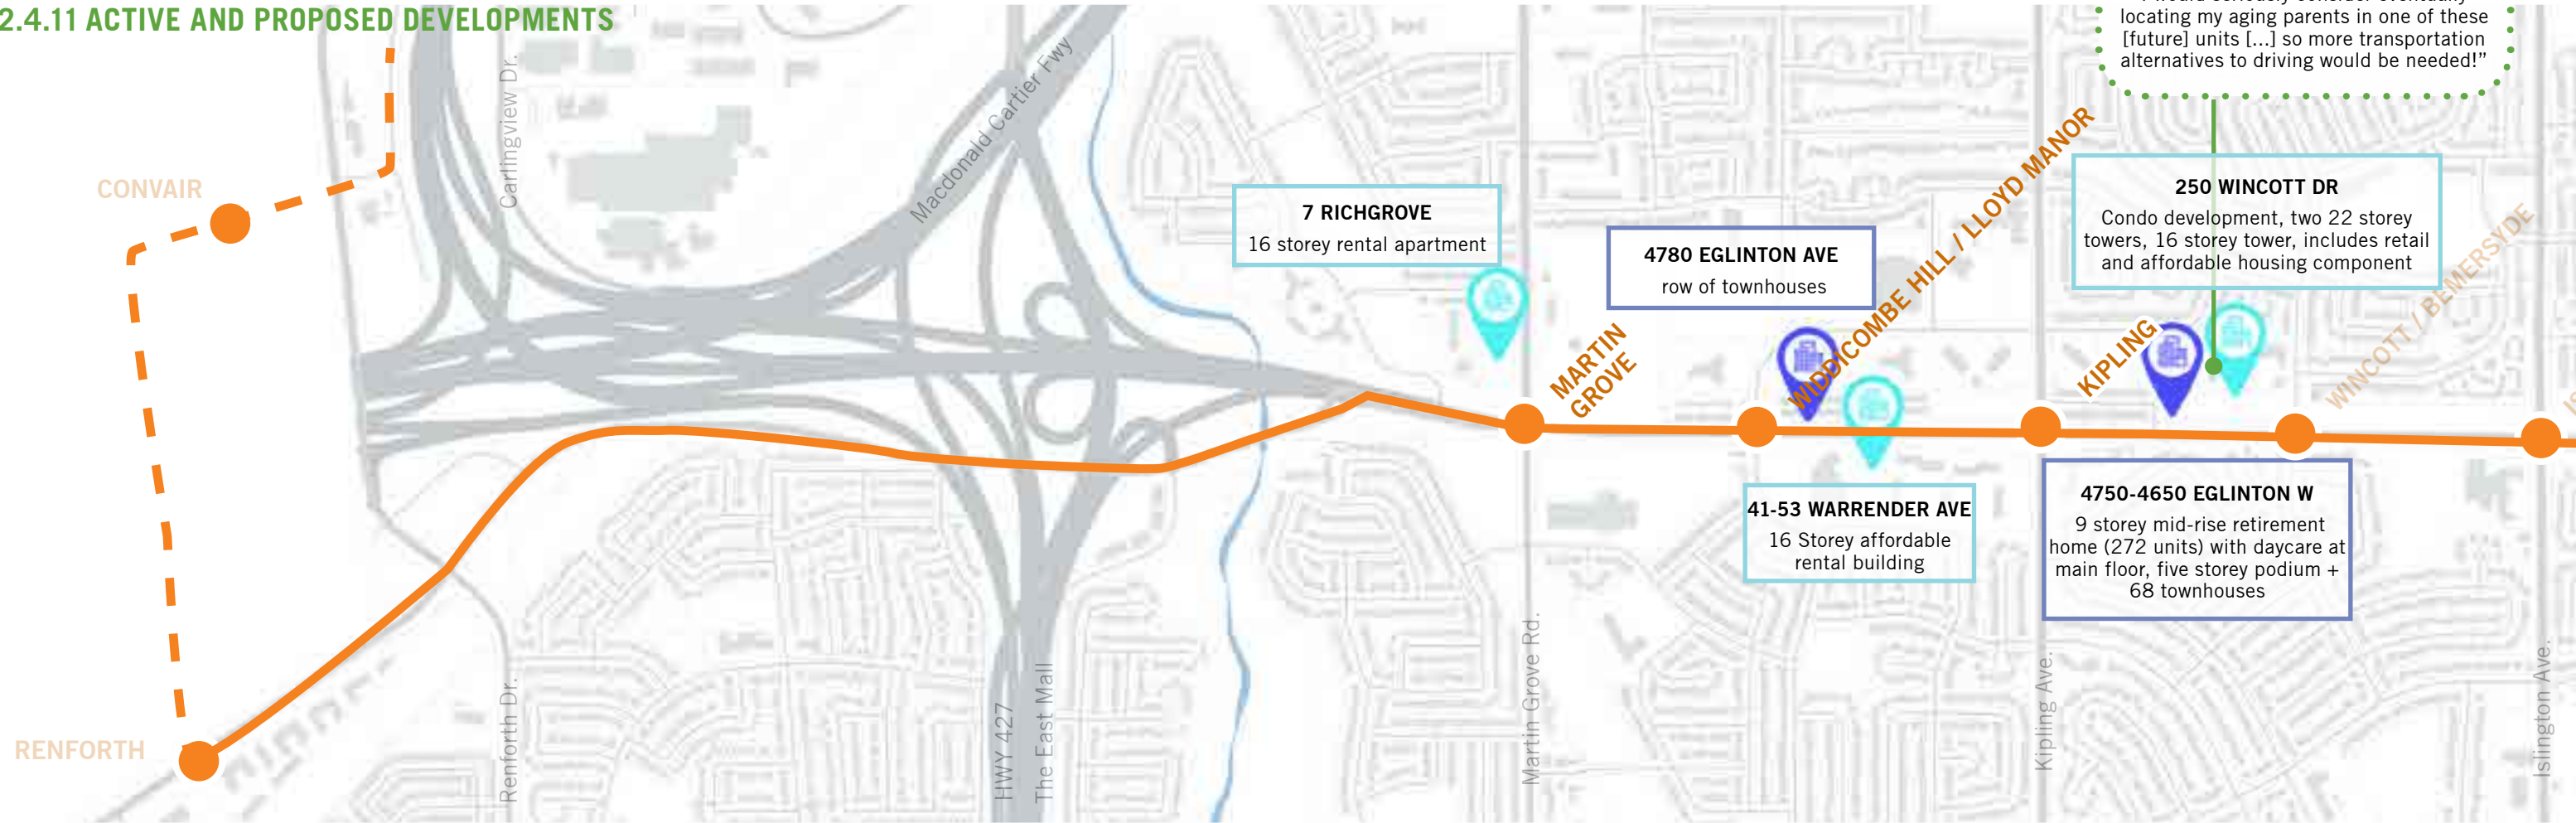 2.4.11 ACTIVE AND PROPOSED DEVELOPMENTS
locating my aging parents in one of these
[future] units [...] so more transportation
alternatives to driving would be needed!”
CONVAIR
RENFORTH
Carlingview Dr.
Macdonald Cartier Fwy
Renforth Dr.
HWY 427
The East Mall
7 RICHGROVE
16 storey rental apartment
MARTIN
GROVE
Martin Grove Rd.
4780 EGLINTON AVE
row of townhouses
WIDDICOMBE HILL / LLOYD MANOR
41-53 WARRENDER AVE
16 Storey affordable
rental building
KIPLING
Kipling Ave.
250 WINCOTT DR
Condo development, two 22 storey
towers, 16 storey tower, includes retail
and affordable housing component
WINCOTT / BEMERSYDE
4750-4650 EGLINTON W
9 storey mid-rise retirement
home (272 units) with daycare at
main floor, five storey podium +
68 townhouses
Islington Ave.